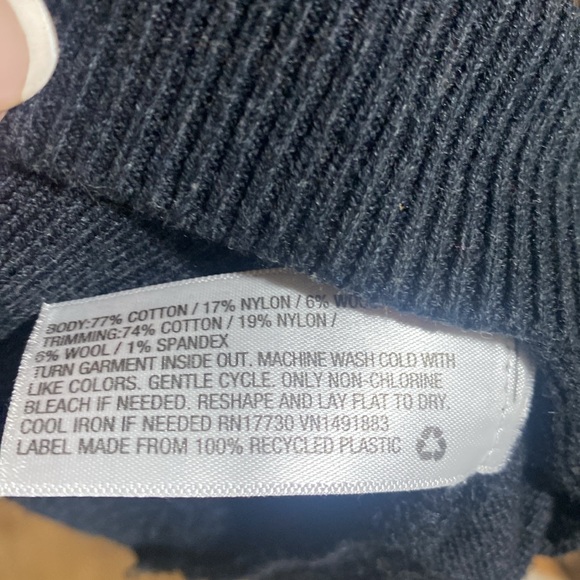 BODY:77% COTTON / 17% NYLON / 6% WOOL
TRIMMING:74% COTTON / 19% NYLON /
6% WOOL / 1% SPANDEX
TURN GARMENT INSIDE OUT. MACHINE WASH COLD WITH
LIKE COLORS. GENTLE CYCLE. ONLY NON-CHLORINE
BLEACH IF NEEDED. RESHAPE AND LAY FLAT TO DRY.
COOL IRON IF NEEDED RN17730 VN1491883
LABEL MADE FROM 100% RECYCLED PLASTIC